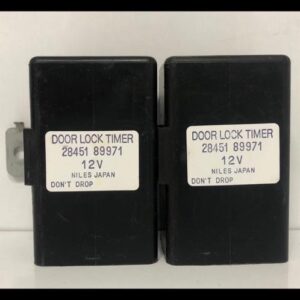 DOOR LOCK TIMER
28451 89971
12V
NILES JAPAN
DON'T DROP
DOOR LOCK TIMER
28451 89971
12V
NILES JAPAN
DON'T DROP